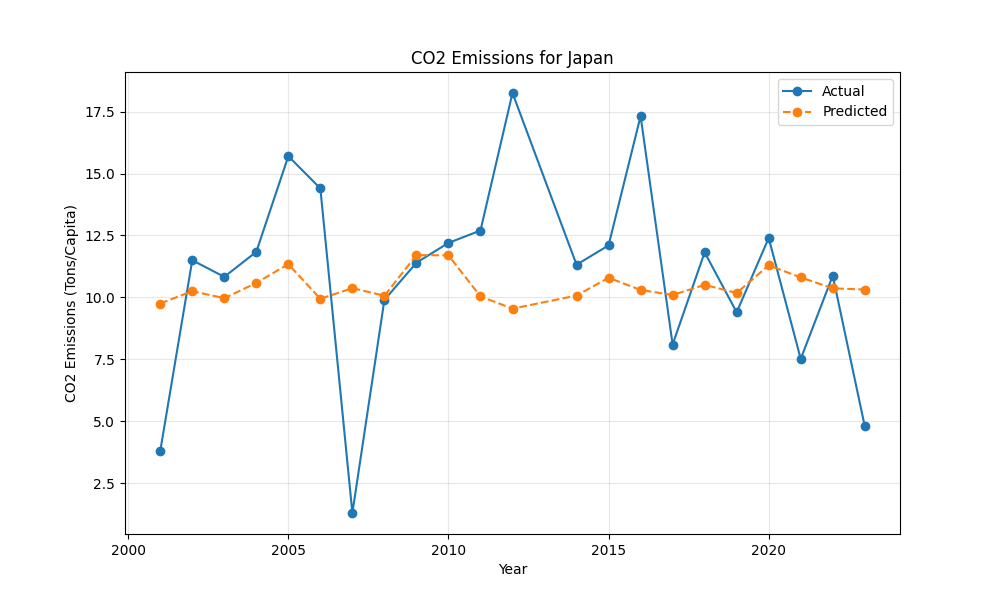 CO2 Emissions for Japan
Actual
Predicted
CO2 Emissions (Tons/Capita)
17.5
15.0
12.5
10.0
7.5
5.0
2.5
2000
2005
2010
2015
2020
Year